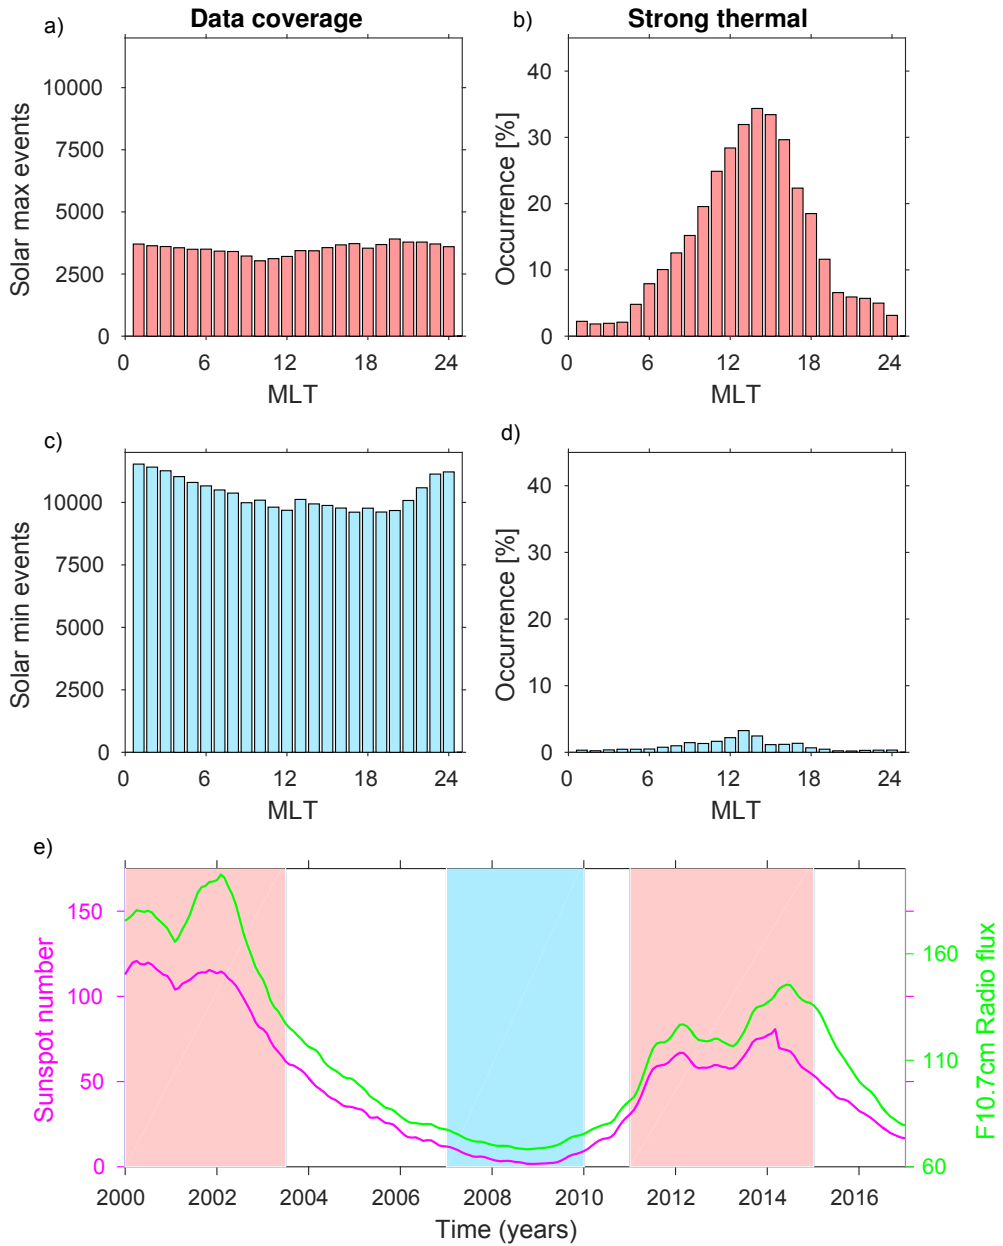 a)
Data coverage
b)
Strong thermal
10000
7500
5000
2500
0
Solar max events
0 6 12 18 24
MLT
40
30
20
10
0
Occurrence [%]
0 6 12 18 24
MLT
c)
d)
10000
7500
5000
2500
0
Solar min events
0 6 12 18 24
MLT
40
30
20
10
0
Occurrence [%]
0 6 12 18 24
MLT
e)
150
100
50
0
Sunspot number
160
110
60
F10.7cm Radio flux
2000 2002 2004 2006 2008 2010 2012 2014 2016
Time (years)